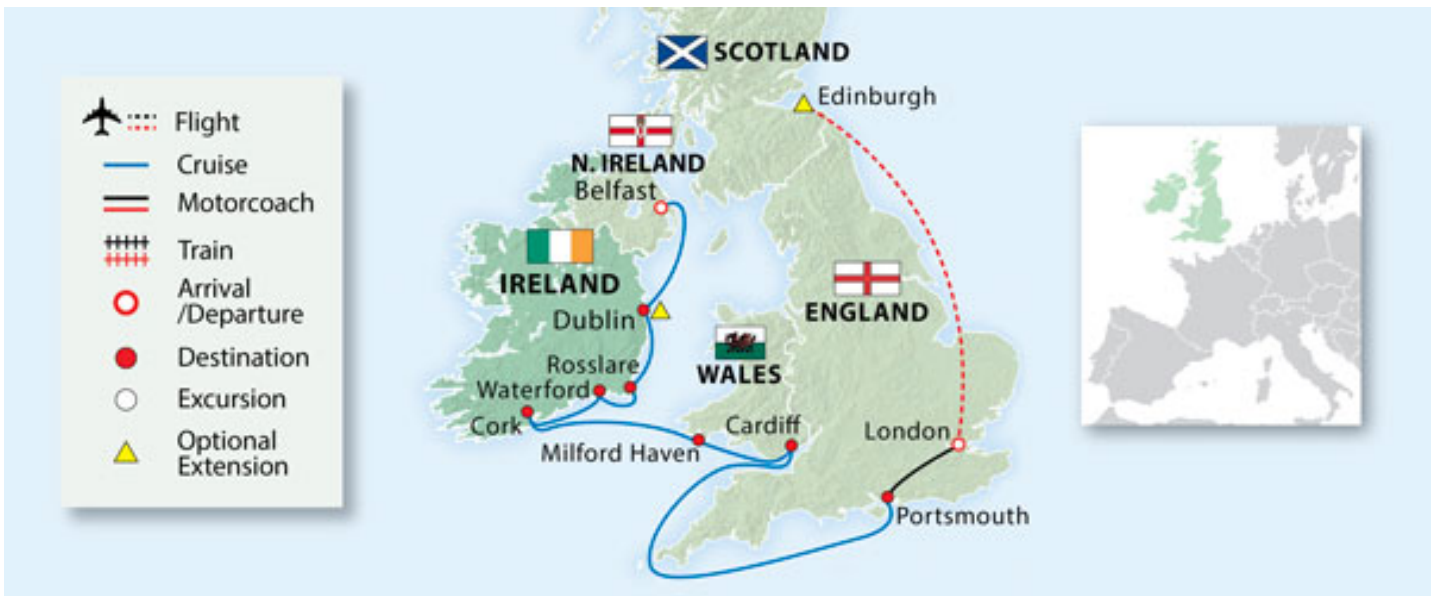 Flight
Cruise
Motorcoach
Train
Arrival
/Departure
Destination
Excursion
Optional
Extension
SCOTLAND
Edinburgh
N. IRELAND
Belfast
IRELAND
Dublin
ENGLAND
WALES
Rosslare
Waterford
Cork
Milford Haven
Cardiff
London
Portsmouth